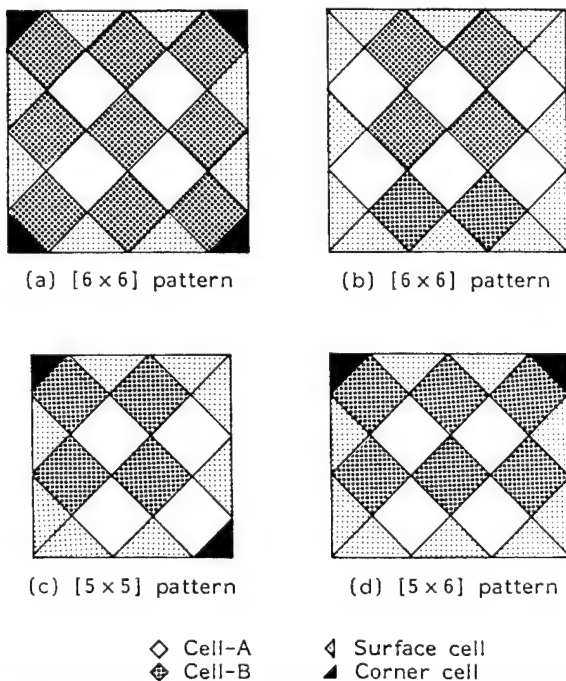 (a) [6 × 6] pattern
(b) [6 × 6] pattern
(c) [5 × 5] pattern
(d) [5 × 6] pattern
Cell-A
Surface cell
Cell-B
Corner cell